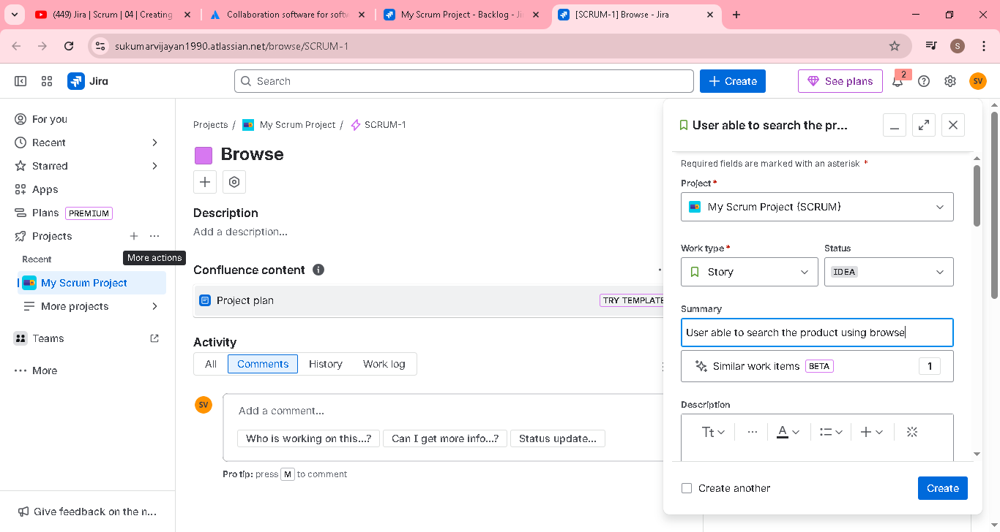 (449) Jira | Scrum | 04 | Creating
Collaboration software for softw
My Scrum Project - Backlog - Ji
[SCRUM-1] Browse - Jira
sukumarvijayan1990.atlassian.net/browse/SCRUM-1
S
Jira
Search
Create
See plans
2
SV
For you
Recent
Starred
Apps
Plans PREMIUM
Projects
Recent
More actions
My Scrum Project
More projects
Teams
More
Give feedback on the n...
Projects / My Scrum Project / SCRUM-1
Browse
Description
Add a description...
Confluence content
Project plan
TRY TEMPLATE
Activity
All Comments History Work log
SV
Add a comment...
Who is working on this...? Can I get more info...? Status update...
Pro tip: press M to comment
User able to search the pr...
Required fields are marked with an asterisk *
Project *
My Scrum Project (SCRUM)
Work type * Status
Story IDEA
Summary
User able to search the product using browse
Similar work items BETA 1
Description
Tt ... A
Create another
Create